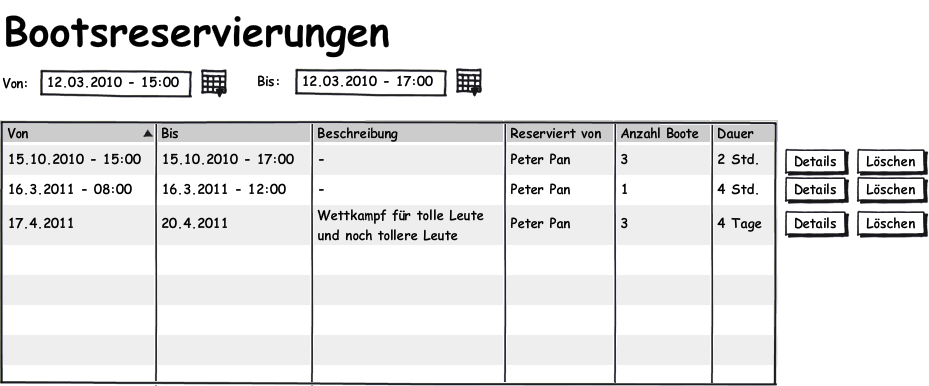 Bootsreservierungen
Von: 12.03.2010 - 15:00 Bis: 12.03.2010 - 17:00
Von Bis Beschreibung Reserviert von Anzahl Boote Dauer
15.10.2010 - 15:00 15.10.2010 - 17:00 - Peter Pan 3 2 Std. Details Löschen
16.3.2011 - 08:00 16.3.2011 - 12:00 - Peter Pan 1 4 Std. Details Löschen
17.4.2011 20.4.2011 Wettkampf für tolle Leute Peter Pan 3 4 Tage Details Löschen
und noch tollere Leute